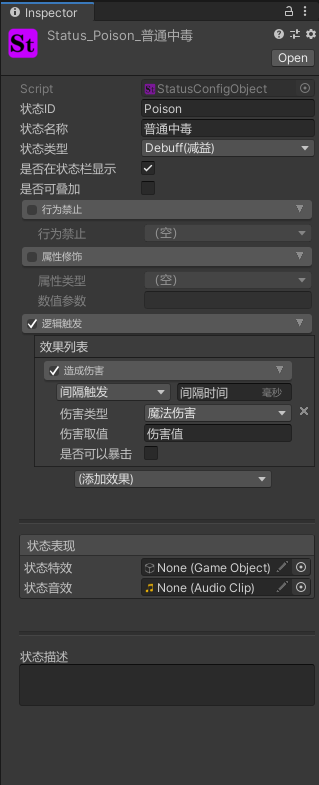 Inspector
St Status_Poison_普通中毒
Open
Script StatusConfigObject
状态ID Poison
状态名称 普通中毒
状态类型 Debuff(减益)
是否在状态栏显示
是否可叠加
行为禁止
行为禁止 (空)
属性修饰
属性类型 (空)
数值参数
逻辑触发
效果列表
造成伤害
间隔触发 间隔时间 毫秒
伤害类型 魔法伤害
伤害取值 伤害值
是否可以暴击
(添加效果)
状态表现
状态特效 None (Game Object)
状态音效 None (Audio Clip)
状态描述